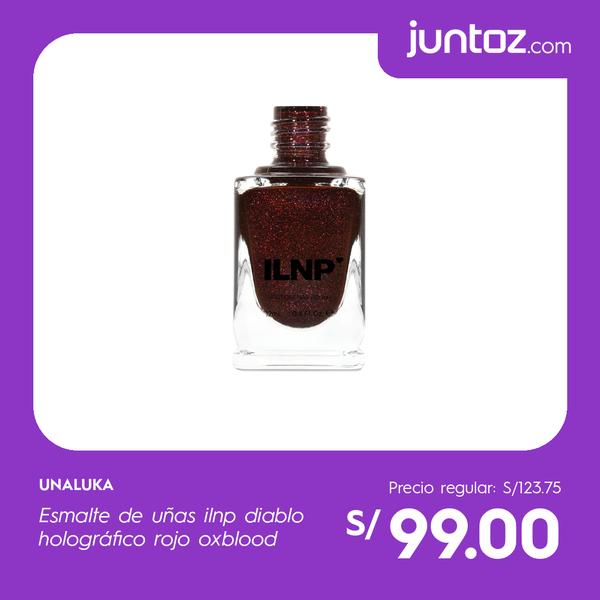 juntoz.com
ILNP
UNALUKA
Esmalte de uñas ilnp diablo
holográfico rojo oxblood
Precio regular: S/123.75
S/99.00